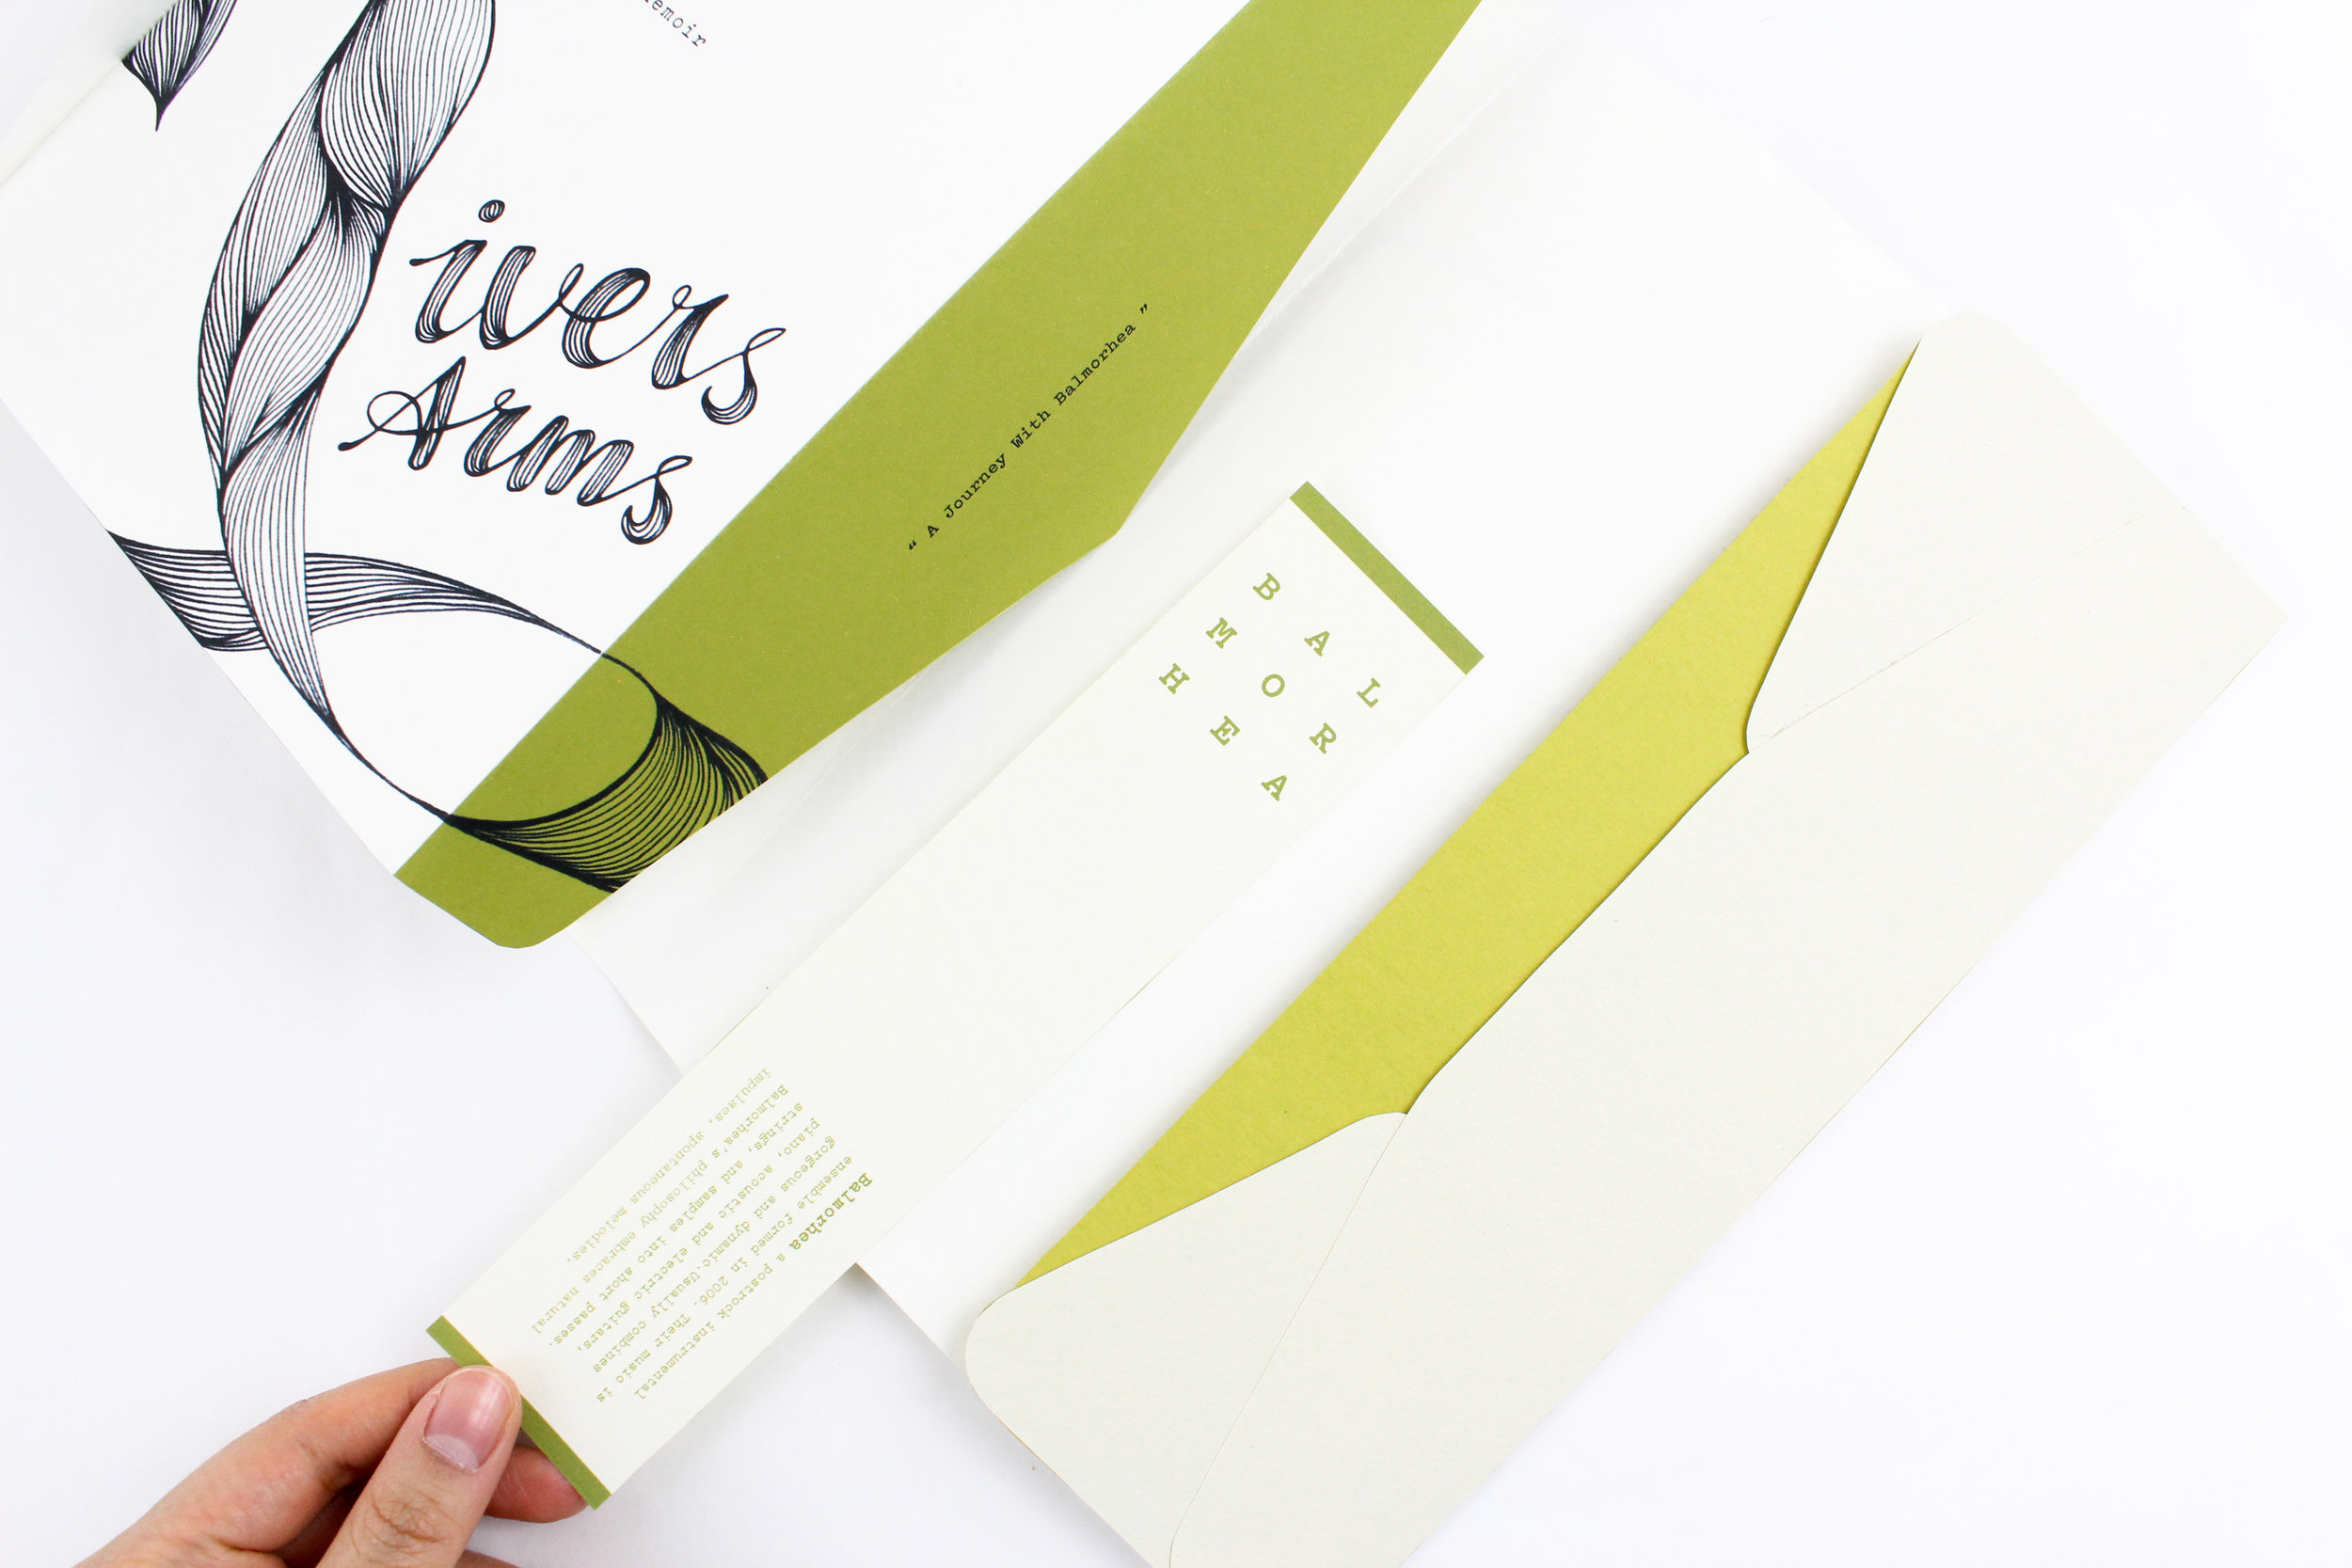 emoir
ivers
Arms
“ A Journey With Balmorhea ”
B A L
M O R
H E A
Balmorhea a postrock instrumental
ensemble formed in 2006. Their music is
gorgeous and dynamic.Usually combines
piano, acoustic and electric guitars,
strings, and samples into short passes.
Balmorhea's philosophy embraces natural
impulses, spontaneous melodies.